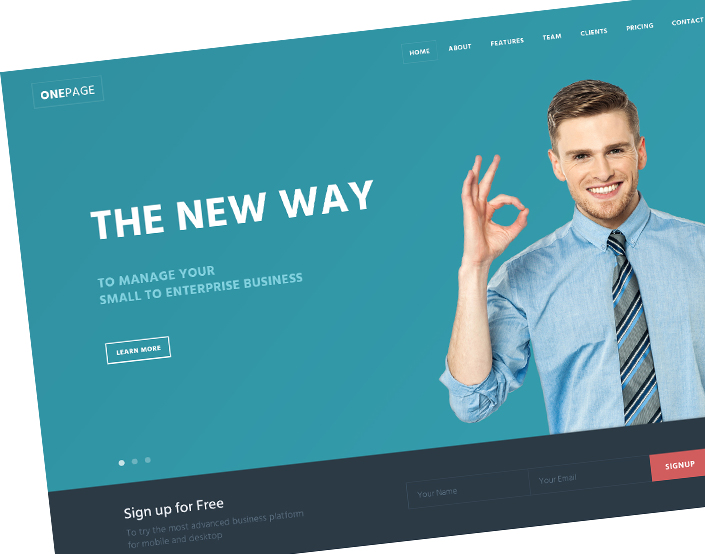 ONEPAGE
HOME ABOUT FEATURES TEAM CLIENTS PRICING CONTACT
THE NEW WAY
TO MANAGE YOUR
SMALL TO ENTERPRISE BUSINESS
LEARN MORE
Sign up for Free
To try the most advanced business platform
for mobile and desktop
Your Name
Your Email
SIGNUP